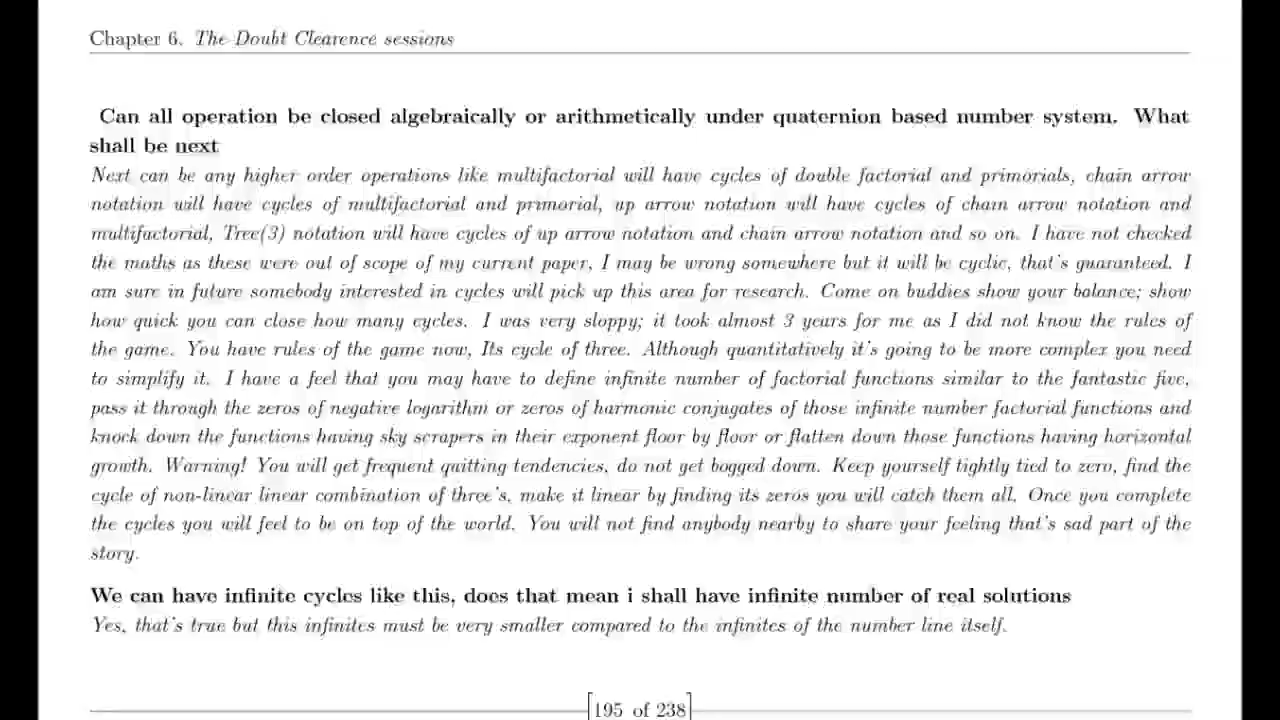 Chapter 6. The Doubt Clearence sessions
Can all operation be closed algebraically or arithmetically under quaternion based number system. What
shall be next
Next can be any higher order operations like multifactorial will have cycles of double factorial and primorials, chain arrow
notation will have cycles of multifactorial and primorial, up arrow notation will have cycles of chain arrow notation and
multifactorial, Tree(3) notation will have cycles of up arrow notation and chain arrow notation and so on. I have not checked
the maths as these were out of scope of my current paper, I may be wrong somewhere but it will be cyclic, that's guaranteed. I
am sure in future somebody interested in cycles will pick up this area for research. Come on buddies show your balance; show
how quick you can close how many cycles. I was very sloppy; it took almost 3 years for me as I did not know the rules of
the game. You have rules of the game now, Its cycle of three. Although quantitatively it's going to be more complex you need
to simplify it. I have a feel that you may have to define infinite number of factorial functions similar to the fantastic five,
pass it through the zeros of negative logarithm or zeros of harmonic conjugates of those infinite number factorial functions and
knock down the functions having sky scrapers in their exponent floor by floor or flatten down those functions having horizontal
growth. Warning! You will get frequent quitting tendencies, do not get bogged down. Keep yourself tightly tied to zero, find the
cycle of non-linear linear combination of three's, make it linear by finding its zeros you will catch them all. Once you complete
the cycles you will feel to be on top of the world. You will not find anybody nearby to share your feeling that's sad part of the
story.
We can have infinite cycles like this, does that mean i shall have infinite number of real solutions
Yes, that's true but this infinites must be very smaller compared to the infinites of the number line itself.
[195 of 238]